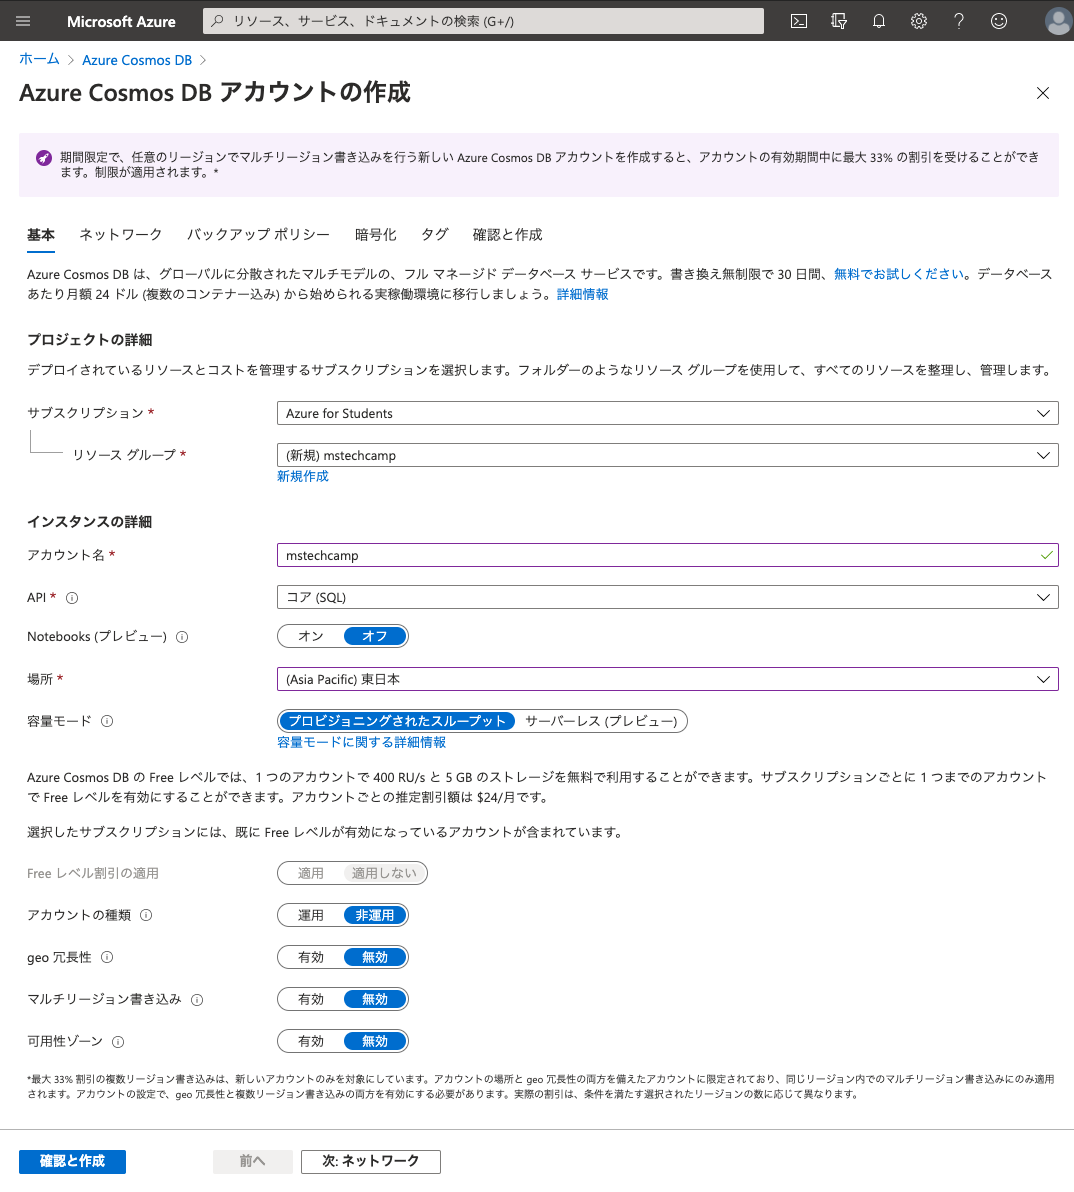 Microsoft Azure
リソース、サービス、ドキュメントの検索 (G+/)
ホーム > Azure Cosmos DB >
Azure Cosmos DB アカウントの作成
期間限定で、任意のリージョンでマルチリージョン書き込みを行う新しい Azure Cosmos DB アカウントを作成すると、アカウントの有効期間中に最大 33% の割引を受けることができ
ます。制限が適用されます。*
基本 ネットワーク バックアップ ポリシー 暗号化 タグ 確認と作成
Azure Cosmos DB は、グローバルに分散されたマルチモデルの、フル マネージド データベース サービスです。書き換え無制限で 30 日間、無料でお試しください。データベース
あたり月額 24 ドル (複数のコンテナー込み) から始められる実稼働環境に移行しましょう。詳細情報
プロジェクトの詳細
デプロイされているリソースとコストを管理するサブスクリプションを選択します。フォルダーのようなリソース グループを使用して、すべてのリソースを整理し、管理します。
サブスクリプション * Azure for Students
リソース グループ * (新規) mstechcamp
新規作成
インスタンスの詳細
アカウント名 * mstechcamp
API * コア (SQL)
Notebooks (プレビュー) オン オフ
場所 * (Asia Pacific) 東日本
容量モード プロビジョニングされたスループット サーバーレス (プレビュー)
容量モードに関する詳細情報
Azure Cosmos DB の Free レベルでは、1 つのアカウントで 400 RU/s と 5 GB のストレージを無料で利用することができます。サブスクリプションごとに 1 つまでのアカウント
で Free レベルを有効にすることができます。アカウントごとの推定割引額は $24/月です。
選択したサブスクリプションには、既に Free レベルが有効になっているアカウントが含まれています。
Free レベル割引の適用 適用 適用しない
アカウントの種類 運用 非運用
geo 冗長性 有効 無効
マルチリージョン書き込み 有効 無効
可用性ゾーン 有効 無効
*最大 33% 割引の複数リージョン書き込みは、新しいアカウントのみを対象にしています。アカウントの場所と geo 冗長性の両方を備えたアカウントに限定されており、同じリージョン内でのマルチリージョン書き込みにのみ適用
されます。アカウントの設定で、geo 冗長性と複数リージョン書き込みの両方を有効にする必要があります。実際の割引は、条件を満たす選択されたリージョンの数に応じて異なります。
確認と作成 前へ 次: ネットワーク